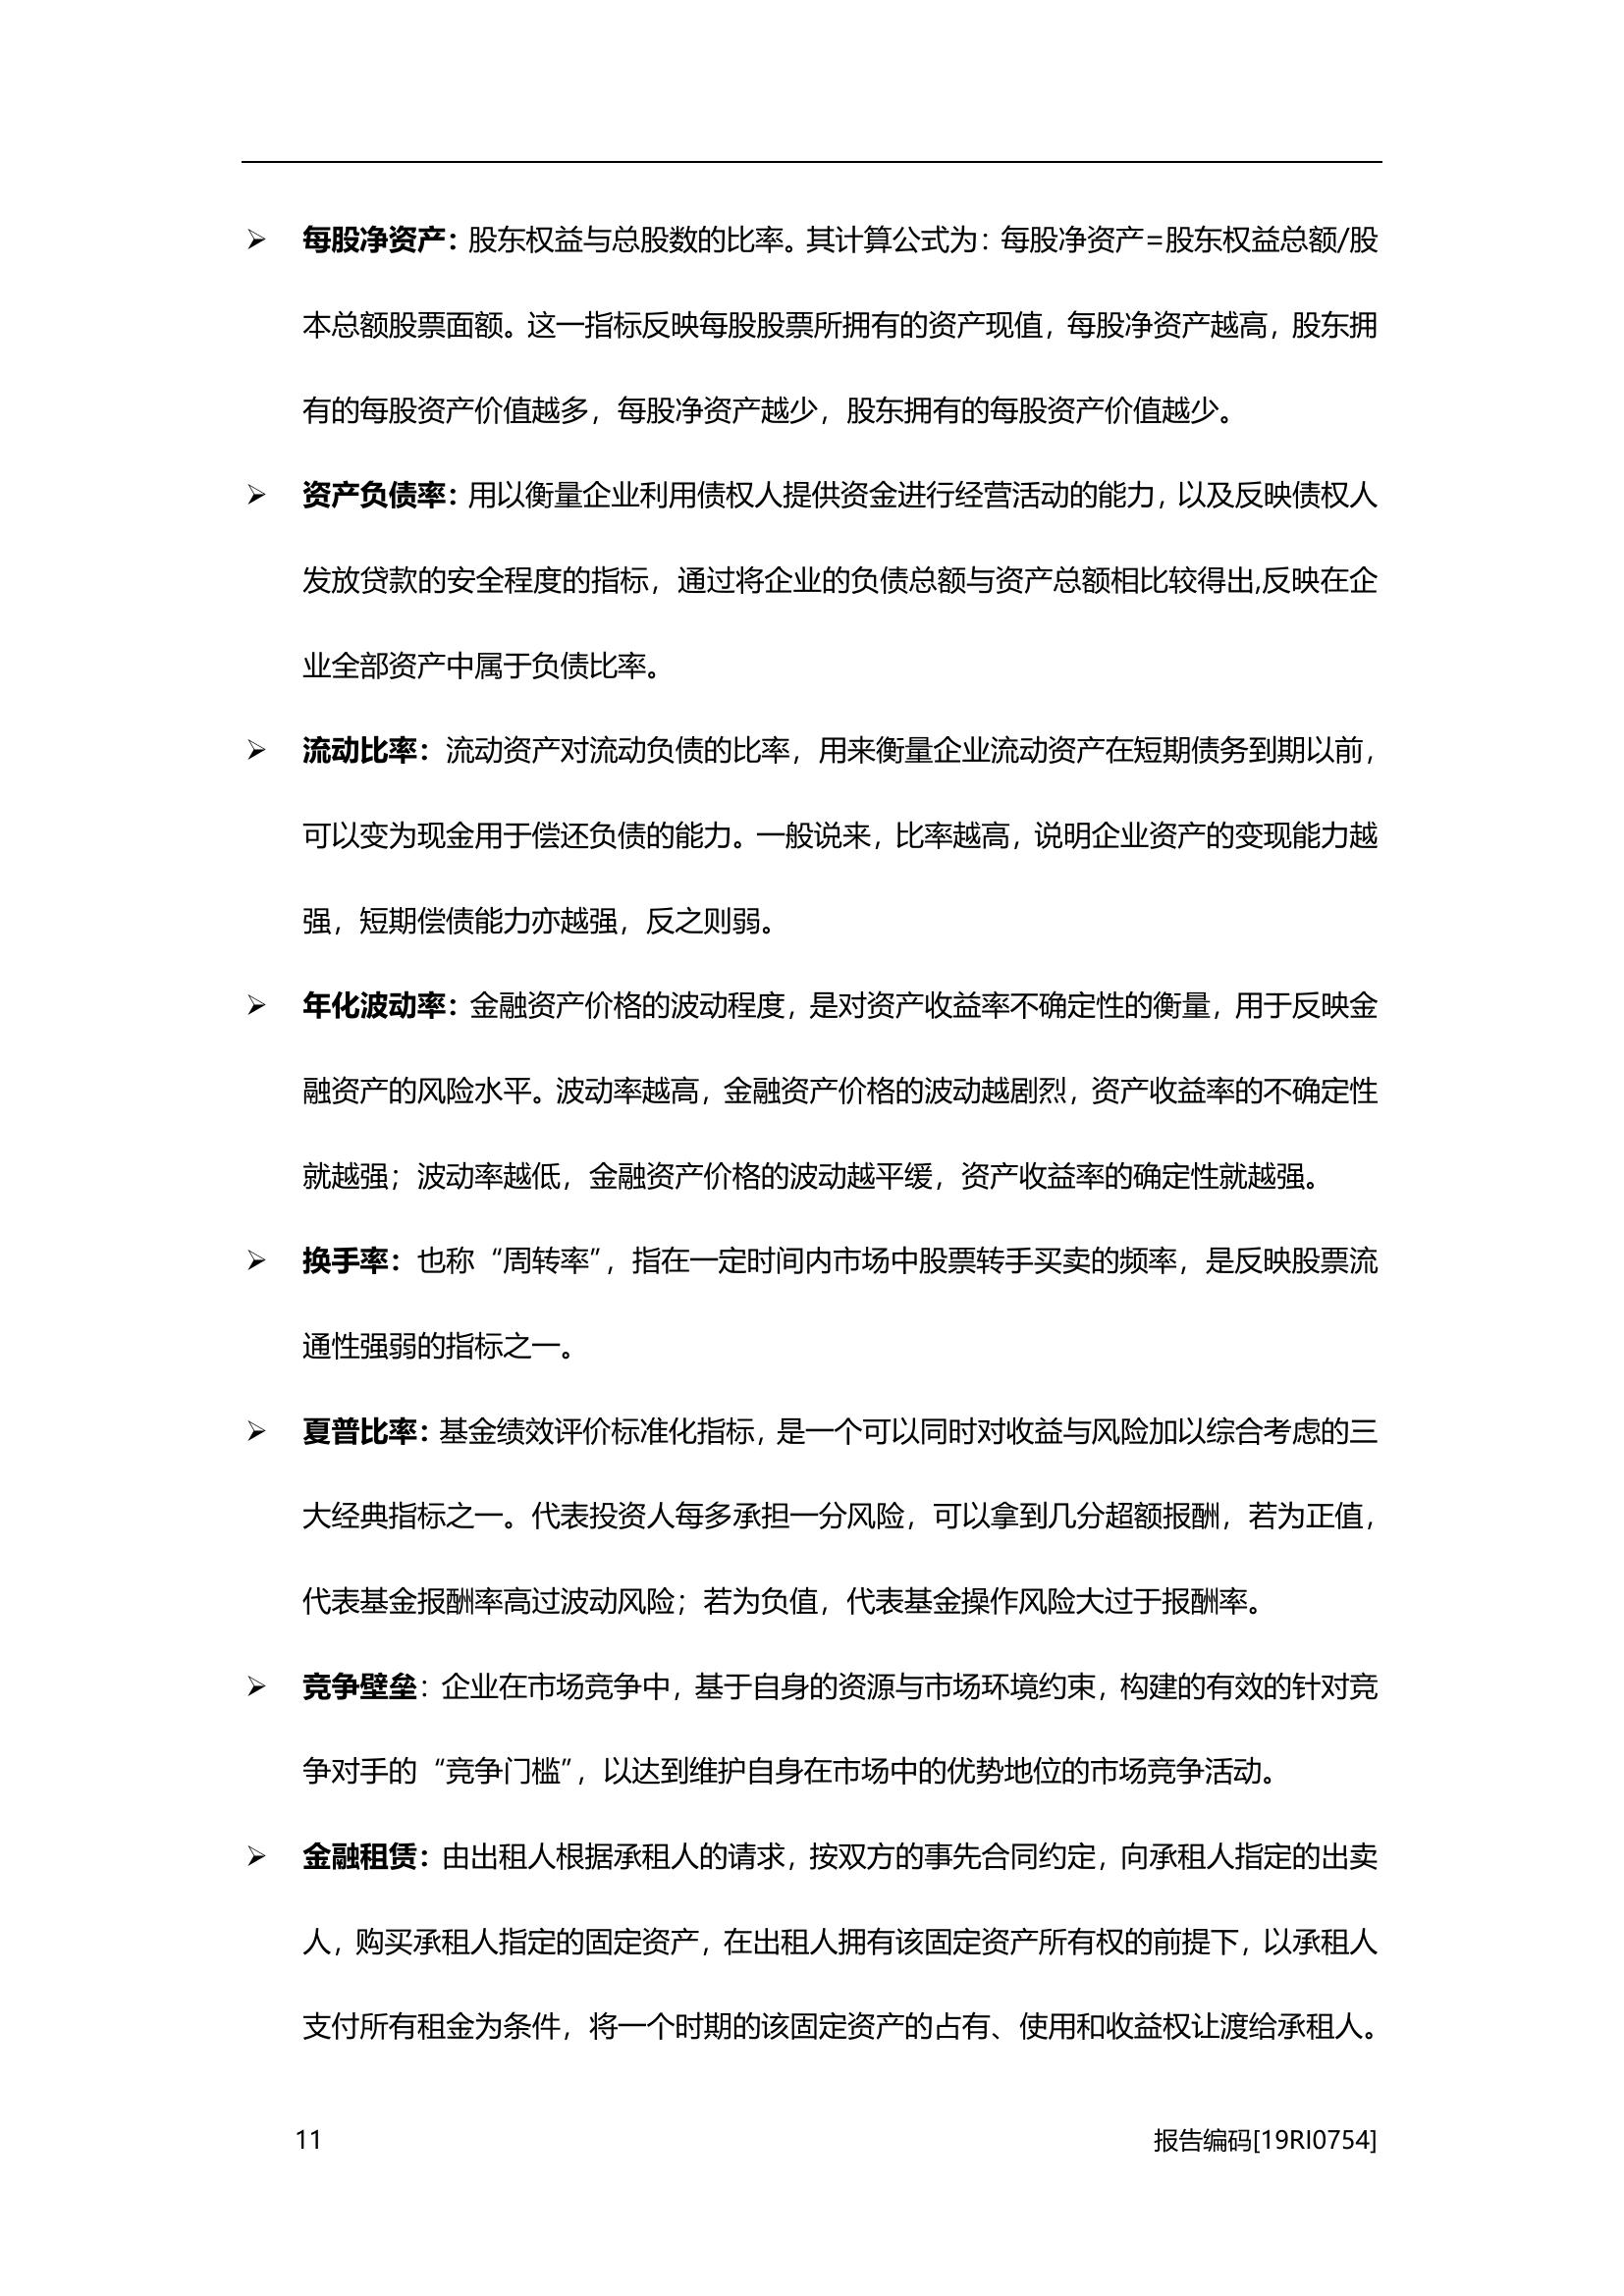 ➢ 每股净资产：股东权益与总股数的比率。其计算公式为：每股净资产=股东权益总额/股
本总额股票面额。这一指标反映每股股票所拥有的资产现值，每股净资产越高，股东拥
有的每股资产价值越多，每股净资产越少，股东拥有的每股资产价值越少。
➢ 资产负债率：用以衡量企业利用债权人提供资金进行经营活动的能力，以及反映债权人
发放贷款的安全程度的指标，通过将企业的负债总额与资产总额相比较得出,反映在企
业全部资产中属于负债比率。
➢ 流动比率：流动资产对流动负债的比率，用来衡量企业流动资产在短期债务到期以前，
可以变为现金用于偿还负债的能力。一般说来，比率越高，说明企业资产的变现能力越
强，短期偿债能力亦越强，反之则弱。
➢ 年化波动率：金融资产价格的波动程度，是对资产收益率不确定性的衡量，用于反映金
融资产的风险水平。波动率越高，金融资产价格的波动越剧烈，资产收益率的不确定性
就越强；波动率越低，金融资产价格的波动越平缓，资产收益率的确定性就越强。
➢ 换手率：也称“周转率”，指在一定时间内市场中股票转手买卖的频率，是反映股票流
通性强弱的指标之一。
➢ 夏普比率：基金绩效评价标准化指标，是一个可以同时对收益与风险加以综合考虑的三
大经典指标之一。代表投资人每多承担一分风险，可以拿到几分超额报酬，若为正值，
代表基金报酬率高过波动风险；若为负值，代表基金操作风险大过于报酬率。
➢ 竞争壁垒：企业在市场竞争中，基于自身的资源与市场环境约束，构建的有效的针对竞
争对手的“竞争门槛”，以达到维护自身在市场中的优势地位的市场竞争活动。
➢ 金融租赁：由出租人根据承租人的请求，按双方的事先合同约定，向承租人指定的出卖
人，购买承租人指定的固定资产，在出租人拥有该固定资产所有权的前提下，以承租人
支付所有租金为条件，将一个时期的该固定资产的占有、使用和收益权让渡给承租人。
11
报告编码[19RI0754]